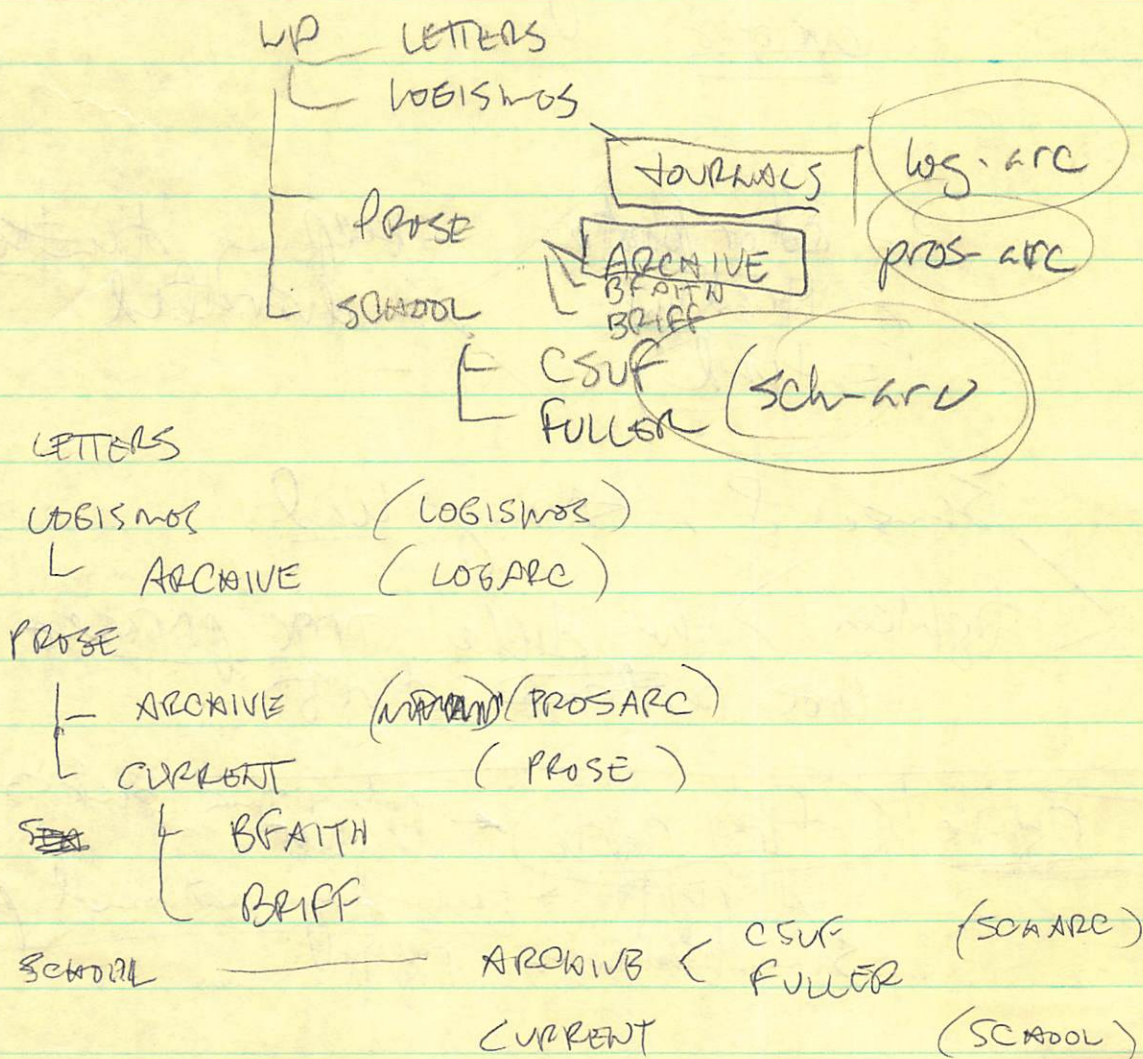 WP LETTERS
LOGISMOS
JOURNALS log-arc
PROSE ARCHIVE pros-arc
BFAITH
SCHOOL BRIFF
CSUF (sch-arc
FULLER
LETTERS
LOGISMOS (LOGISMOS)
ARCHIVE (LOGARC)
PROSE
ARCHIVE (PROSARC)
CURRENT (PROSE)
BFAITH
BRIFF
SCHOOL ARCHIVE < CSUF (SCHARC)
FULLER
CURRENT (SCHOOL)